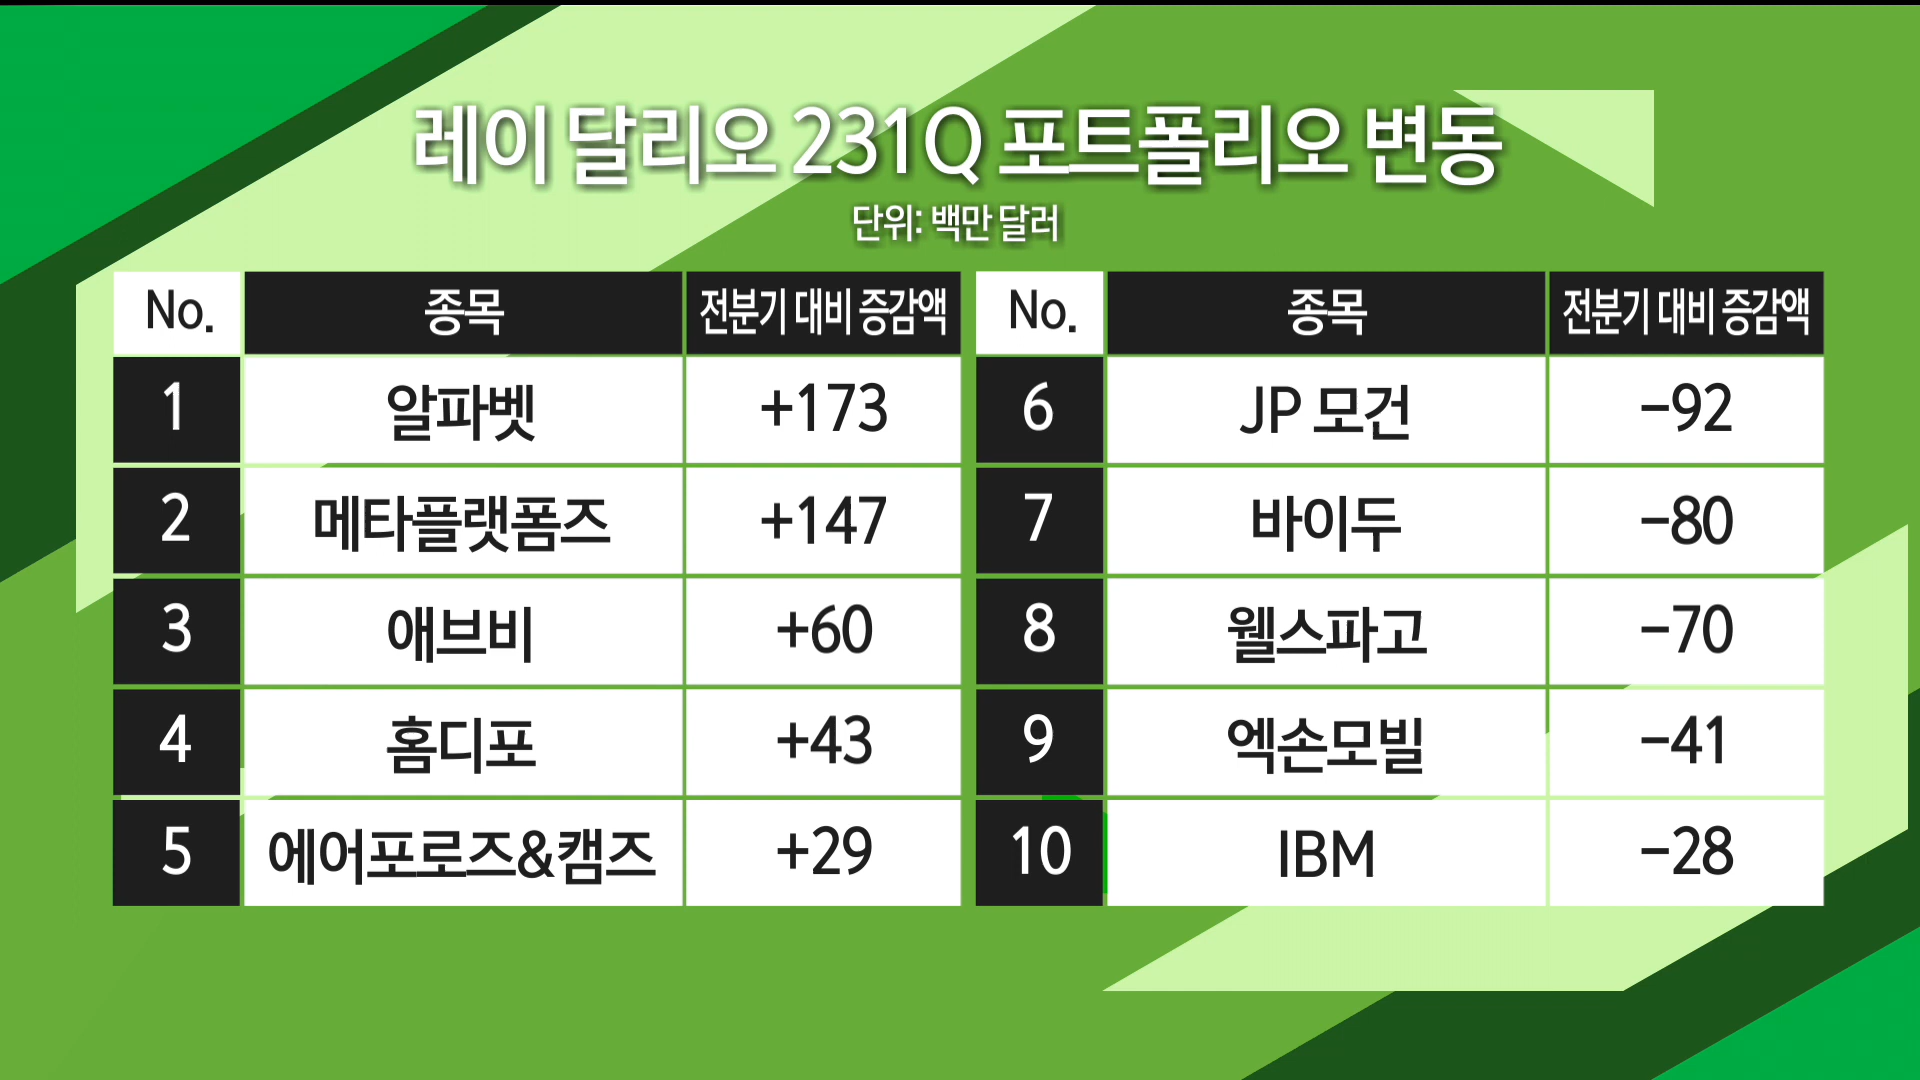 레이 달리오 231Q 포트폴리오 변동
단위: 백만 달러
No. 종목 전분기 대비 증감액 No. 종목 전분기 대비 증감액
1 알파벳 +173 6 JP 모건 -92
2 메타플랫폼즈 +147 7 바이두 -80
3 애브비 +60 8 웰스파고 -70
4 홈디포 +43 9 엑손모빌 -41
5 에어포로즈&캠즈 +29 10 IBM -28